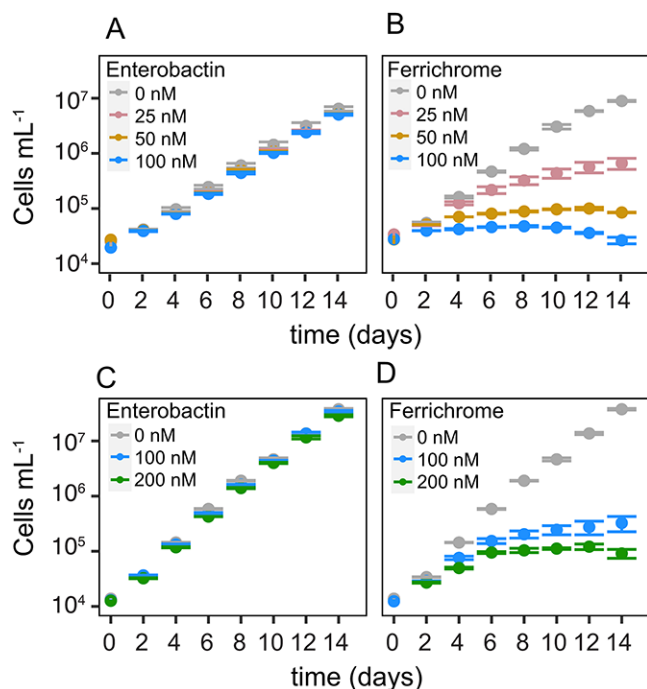 A
B
Enterobactin
0 nM
25 nM
50 nM
100 nM
Ferrichrome
0 nM
25 nM
50 nM
100 nM
Cells mL⁻¹
10⁷
10⁶
10⁵
10⁴
0 2 4 6 8 10 12 14
0 2 4 6 8 10 12 14
time (days)
time (days)
C
D
Enterobactin
0 nM
100 nM
200 nM
Ferrichrome
0 nM
100 nM
200 nM
Cells mL⁻¹
10⁷
10⁶
10⁵
10⁴
0 2 4 6 8 10 12 14
0 2 4 6 8 10 12 14
time (days)
time (days)